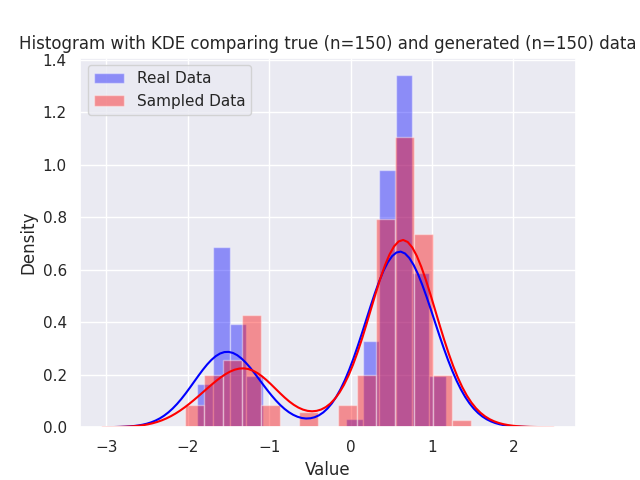 Histogram with KDE comparing true (n=150) and generated (n=150) data
Real Data
Sampled Data
Density
1.4
1.2
1.0
0.8
0.6
0.4
0.2
0.0
−3 −2 −1 0 1 2
Value